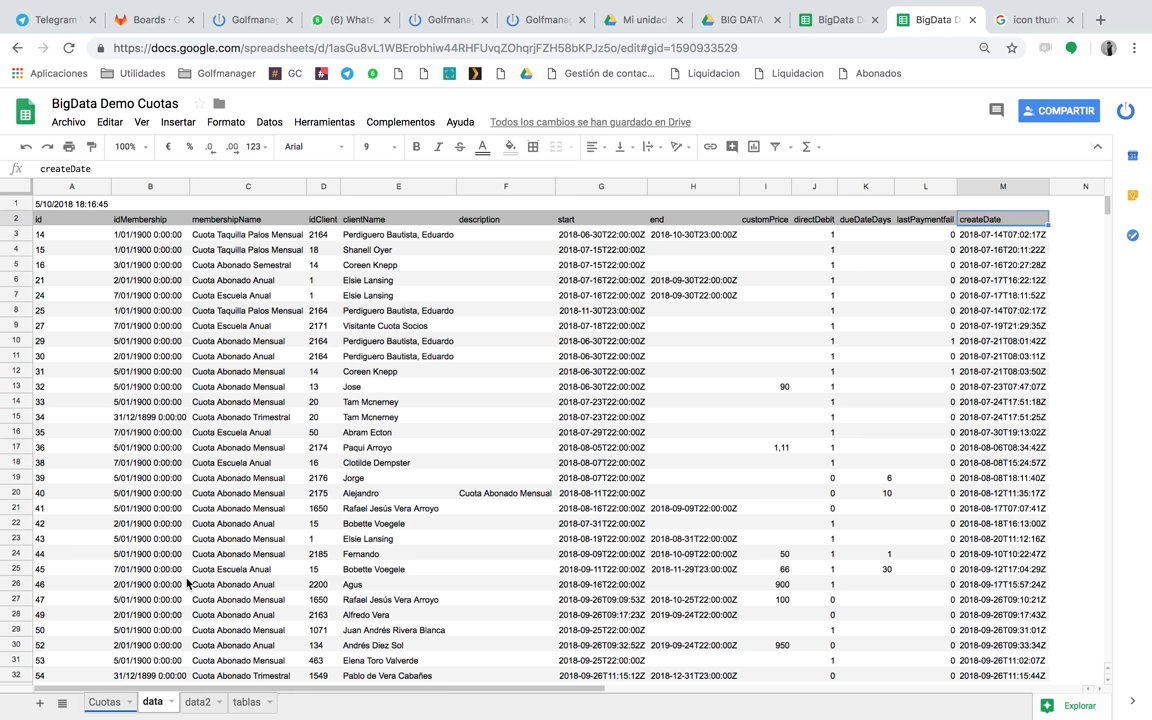 Telegram Boards - G Golfmana (6) Whats Golfmana Golfmana Mi unidad BIG DATA BigData D BigData D icon thum
https://docs.google.com/spreadsheets/d/1asGu8vL1WBErobhiw44RHFUvqZOhqrjFZH58bKPJz5o/edit#gid=1590933529
Aplicaciones Utilidades Golfmanager GC Gestión de contac... Liquidacion Liquidacion Abonados
BigData Demo Cuotas
Archivo Editar Ver Insertar Formato Datos Herramientas Complementos Ayuda Todos los cambios se han guardado en Drive
COMPARTIR
100% € % .0 .00 123 Arial 9 B I S A Σ
fx createDate
A B C D E F G H I J K L M N
1 5/10/2018 18:16:45
2 id idMembership membershipName idClient clientName description start end customPrice directDebit dueDateDays lastPaymentfail createDate
3 14 1/01/1900 0:00:00 Cuota Taquilla Palos Mensual 2164 Perdiguero Bautista, Eduardo 2018-06-30T22:00:00Z 2018-10-30T23:00:00Z 1 0 2018-07-14T07:02:17Z
4 15 1/01/1900 0:00:00 Cuota Taquilla Palos Mensual 18 Shanell Oyer 2018-07-15T22:00:00Z 1 0 2018-07-16T20:11:22Z
5 16 3/01/1900 0:00:00 Cuota Abonado Semestral 14 Coreen Knepp 2018-07-15T22:00:00Z 1 0 2018-07-16T20:27:28Z
6 21 2/01/1900 0:00:00 Cuota Abonado Anual 1 Elsie Lansing 2018-07-16T22:00:00Z 2018-09-30T22:00:00Z 1 0 2018-07-17T16:22:12Z
7 24 7/01/1900 0:00:00 Cuota Escuela Anual 1 Elsie Lansing 2018-07-16T22:00:00Z 2018-09-30T22:00:00Z 1 0 2018-07-17T18:11:52Z
8 25 1/01/1900 0:00:00 Cuota Taquilla Palos Mensual 2164 Perdiguero Bautista, Eduardo 2018-11-30T23:00:00Z 1 0 2018-07-14T07:02:17Z
9 27 7/01/1900 0:00:00 Cuota Escuela Anual 2171 Visitante Cuota Socios 2018-07-18T22:00:00Z 1 0 2018-07-19T21:29:35Z
10 29 5/01/1900 0:00:00 Cuota Abonado Mensual 2164 Perdiguero Bautista, Eduardo 2018-06-30T22:00:00Z 1 1 2018-07-21T08:01:42Z
11 30 2/01/1900 0:00:00 Cuota Abonado Anual 2164 Perdiguero Bautista, Eduardo 2018-06-30T22:00:00Z 1 0 2018-07-21T08:03:11Z
12 31 5/01/1900 0:00:00 Cuota Abonado Mensual 14 Coreen Knepp 2018-06-30T22:00:00Z 1 1 2018-07-21T08:03:50Z
13 32 5/01/1900 0:00:00 Cuota Abonado Mensual 13 Jose 2018-06-30T22:00:00Z 90 1 0 2018-07-23T07:47:07Z
14 33 5/01/1900 0:00:00 Cuota Abonado Mensual 20 Tam Mcnerney 2018-07-23T22:00:00Z 1 0 2018-07-24T17:51:18Z
15 34 31/12/1899 0:00:00 Cuota Abonado Trimestral 20 Tam Mcnerney 2018-07-23T22:00:00Z 1 0 2018-07-24T17:51:25Z
16 35 7/01/1900 0:00:00 Cuota Escuela Anual 50 Abram Ecton 2018-07-29T22:00:00Z 1 0 2018-07-30T19:13:02Z
17 36 5/01/1900 0:00:00 Cuota Abonado Mensual 2174 Paqui Arroyo 2018-08-05T22:00:00Z 1,11 1 0 2018-08-06T08:34:42Z
18 38 7/01/1900 0:00:00 Cuota Escuela Anual 16 Clotilde Dempster 2018-08-07T22:00:00Z 1 0 2018-08-08T15:24:57Z
19 39 5/01/1900 0:00:00 Cuota Abonado Mensual 2176 Jorge 2018-08-07T22:00:00Z 0 6 0 2018-08-08T18:11:40Z
20 40 5/01/1900 0:00:00 Cuota Abonado Mensual 2175 Alejandro Cuota Abonado Mensual 2018-08-11T22:00:00Z 0 10 0 2018-08-12T11:35:17Z
21 41 5/01/1900 0:00:00 Cuota Abonado Mensual 1650 Rafael Jesús Vera Arroyo 2018-08-16T22:00:00Z 2018-09-09T22:00:00Z 0 0 2018-08-17T07:07:41Z
22 42 2/01/1900 0:00:00 Cuota Abonado Anual 15 Bobette Voegele 2018-07-31T22:00:00Z 1 0 2018-08-18T16:13:00Z
23 43 5/01/1900 0:00:00 Cuota Abonado Mensual 1 Elsie Lansing 2018-08-19T22:00:00Z 2018-08-31T22:00:00Z 1 0 2018-08-20T11:12:16Z
24 44 5/01/1900 0:00:00 Cuota Abonado Mensual 2185 Fernando 2018-09-09T22:00:00Z 2018-10-09T22:00:00Z 50 1 1 0 2018-09-10T10:22:47Z
25 45 7/01/1900 0:00:00 Cuota Escuela Anual 15 Bobette Voegele 2018-09-11T22:00:00Z 2018-11-29T23:00:00Z 66 1 30 0 2018-09-12T17:04:29Z
26 46 2/01/1900 0:00:00 Cuota Abonado Anual 2200 Agus 2018-09-16T22:00:00Z 900 1 0 2018-09-17T15:57:24Z
27 47 5/01/1900 0:00:00 Cuota Abonado Mensual 1650 Rafael Jesús Vera Arroyo 2018-09-26T09:09:53Z 2018-10-25T22:00:00Z 100 0 0 2018-09-26T09:10:21Z
28 49 2/01/1900 0:00:00 Cuota Abonado Anual 2163 Alfredo Vera 2018-09-26T09:17:23Z 2019-09-24T22:00:00Z 0 0 2018-09-26T09:17:43Z
29 50 5/01/1900 0:00:00 Cuota Abonado Mensual 1071 Juan Andrés Rivera Blanca 2018-09-25T22:00:00Z 1 0 2018-09-26T09:31:01Z
30 52 2/01/1900 0:00:00 Cuota Abonado Anual 134 Andrés Diez Sol 2018-09-26T09:32:52Z 2019-09-24T22:00:00Z 950 0 0 2018-09-26T09:33:34Z
31 53 5/01/1900 0:00:00 Cuota Abonado Mensual 463 Elena Toro Valverde 2018-09-25T22:00:00Z 1 0 2018-09-26T11:02:07Z
32 54 31/12/1899 0:00:00 Cuota Abonado Trimestral 1549 Pablo de Vera Cabañes 2018-09-26T11:15:12Z 2018-12-31T23:00:00Z 0 0 2018-09-26T11:15:44Z
Cuotas data data2 tablas Explorar